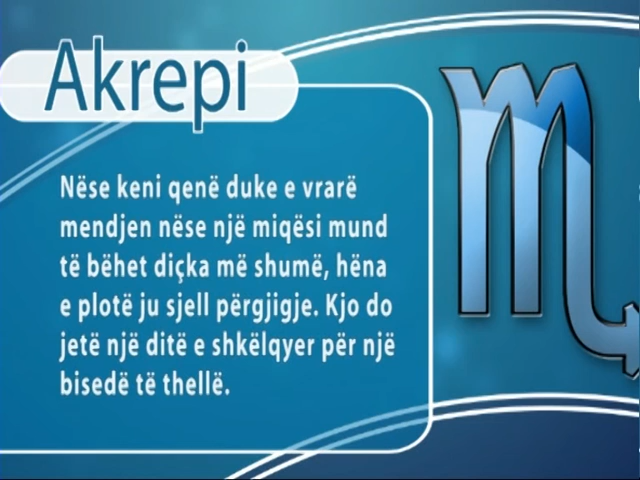 Akrepi
Nëse keni qenë duke e vrarë
mendjen nëse një miqësi mund
të bëhet diçka më shumë, hëna
e plotë ju sjell përgjigje. Kjo do
jetë një ditë e shkëlqyer për një
bisedë të thellë.